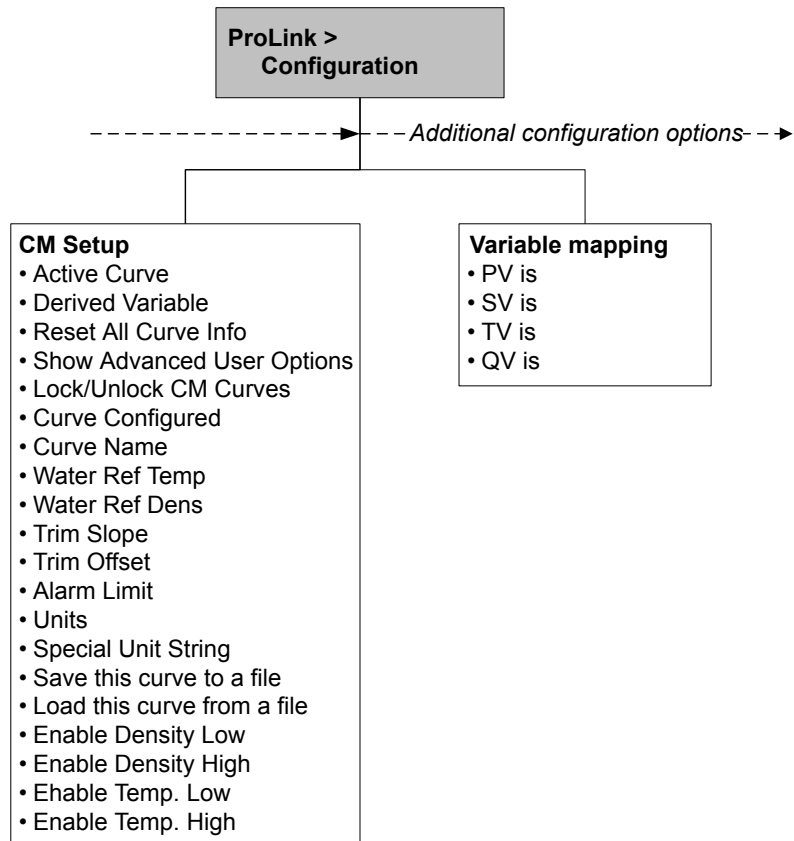 ProLink >
Configuration
Additional configuration options
CM Setup
• Active Curve
• Derived Variable
• Reset All Curve Info
• Show Advanced User Options
• Lock/Unlock CM Curves
• Curve Configured
• Curve Name
• Water Ref Temp
• Water Ref Dens
• Trim Slope
• Trim Offset
• Alarm Limit
• Units
• Special Unit String
• Save this curve to a file
• Load this curve from a file
• Enable Density Low
• Enable Density High
• Ehable Temp. Low
• Enable Temp. High
Variable mapping
• PV is
• SV is
• TV is
• QV is